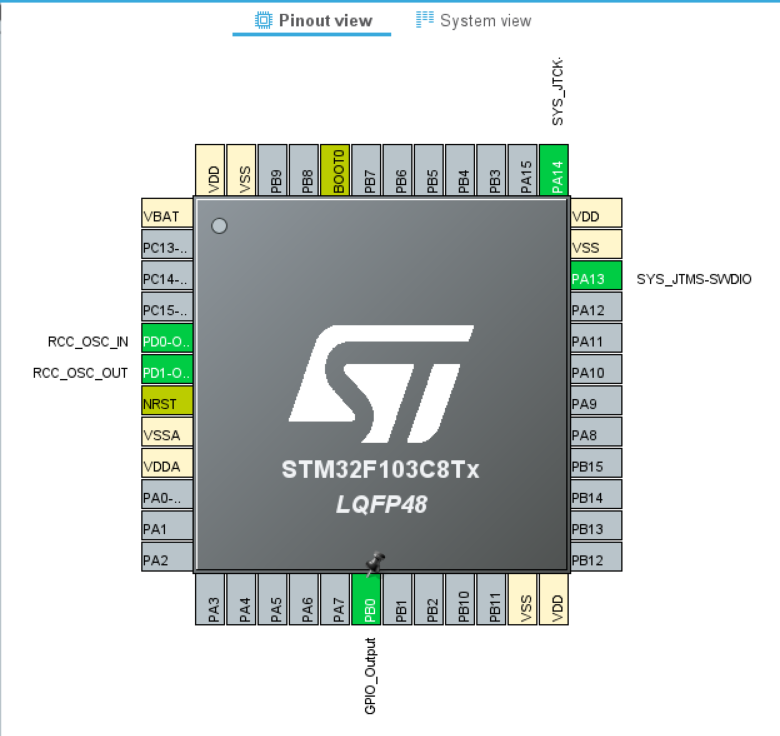 Pinout view
System view
SYS_JTCK-
VDD
VSS
PB9
PB8
BOOT0
PB7
PB6
PB5
PB4
PB3
PA15
PA14
VBAT
PC13-..
PC14-..
PC15-..
RCC_OSC_IN
PD0-O..
RCC_OSC_OUT
PD1-O..
NRST
VSSA
VDDA
PA0-..
PA1
PA2
VDD
VSS
PA13
SYS_JTMS-SWDIO
PA12
PA11
PA10
PA9
PA8
PB15
PB14
PB13
PB12
ST
STM32F103C8Tx
LQFP48
PA3
PA4
PA5
PA6
PA7
PB0
PB1
PB2
PB10
PB11
VSS
VDD
GPIO_Output